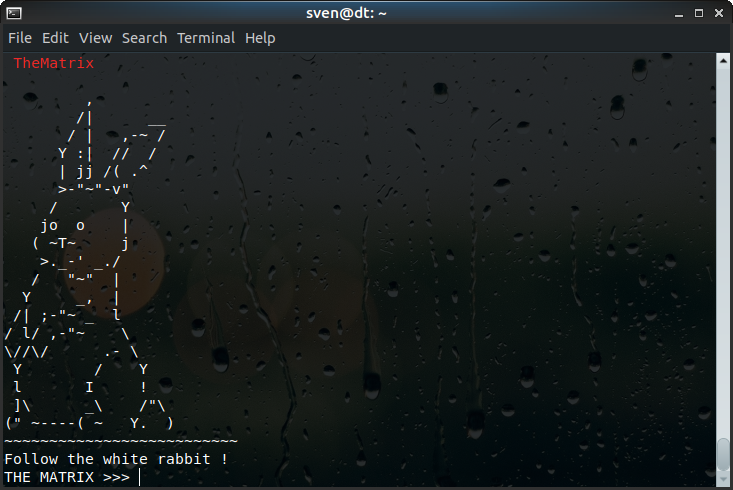 sven@dt: ~
File Edit View Search Terminal Help
TheMatrix
          ,
         /|      __
        / |   ,-~ /
      Y :|  //  /
      | jj /( .^
      >-"~"-v"
     /       Y
    jo  o    |
   ( ~T~     j
    >._-' _./
   /   "~"  |
  Y     _,  |
 /| ;-"~ _  l
/ l/ ,-"~    \
\//\/      .- \
 Y        /    Y
 l       I     !
 ]\      _\    /"\
(" ~----( ~   Y.  )
~~~~~~~~~~~~~~~~~~~~~~~~~~
Follow the white rabbit !
THE MATRIX >>>